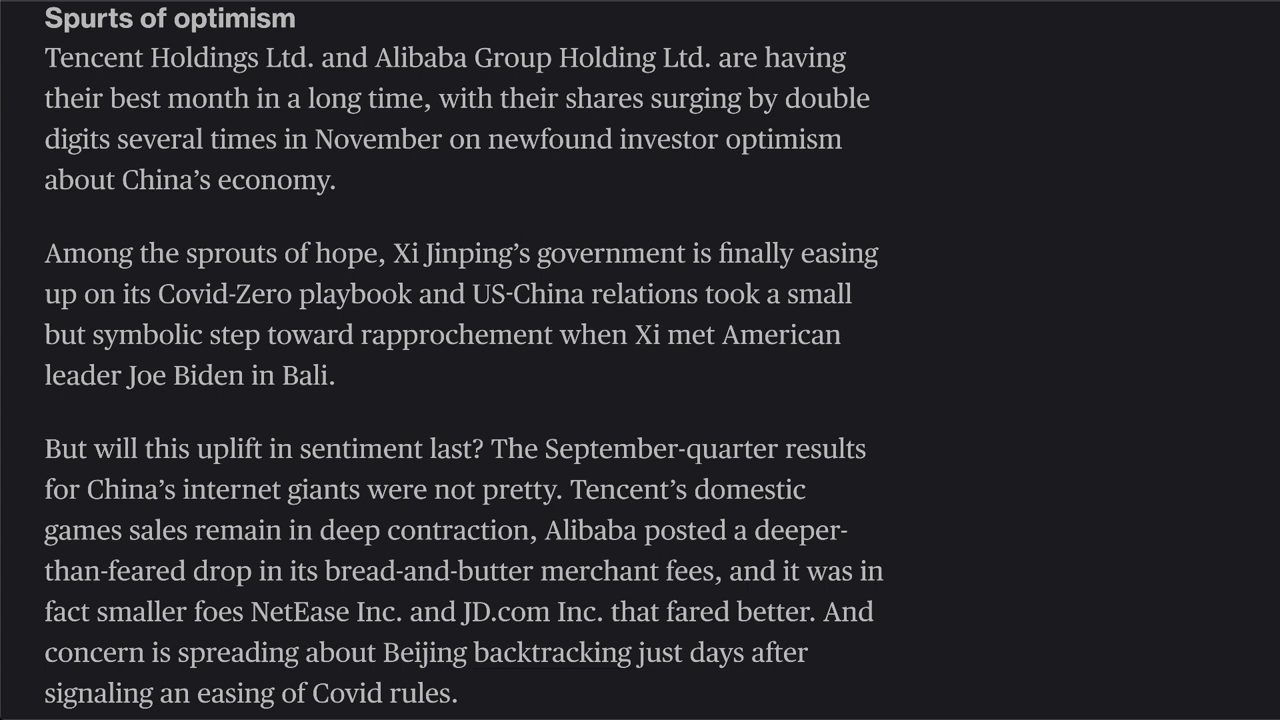 Spurts of optimism
Tencent Holdings Ltd. and Alibaba Group Holding Ltd. are having
their best month in a long time, with their shares surging by double
digits several times in November on newfound investor optimism
about China’s economy.
Among the sprouts of hope, Xi Jinping’s government is finally easing
up on its Covid-Zero playbook and US-China relations took a small
but symbolic step toward rapprochement when Xi met American
leader Joe Biden in Bali.
But will this uplift in sentiment last? The September-quarter results
for China’s internet giants were not pretty. Tencent’s domestic
games sales remain in deep contraction, Alibaba posted a deeper-
than-feared drop in its bread-and-butter merchant fees, and it was in
fact smaller foes NetEase Inc. and JD.com Inc. that fared better. And
concern is spreading about Beijing backtracking just days after
signaling an easing of Covid rules.